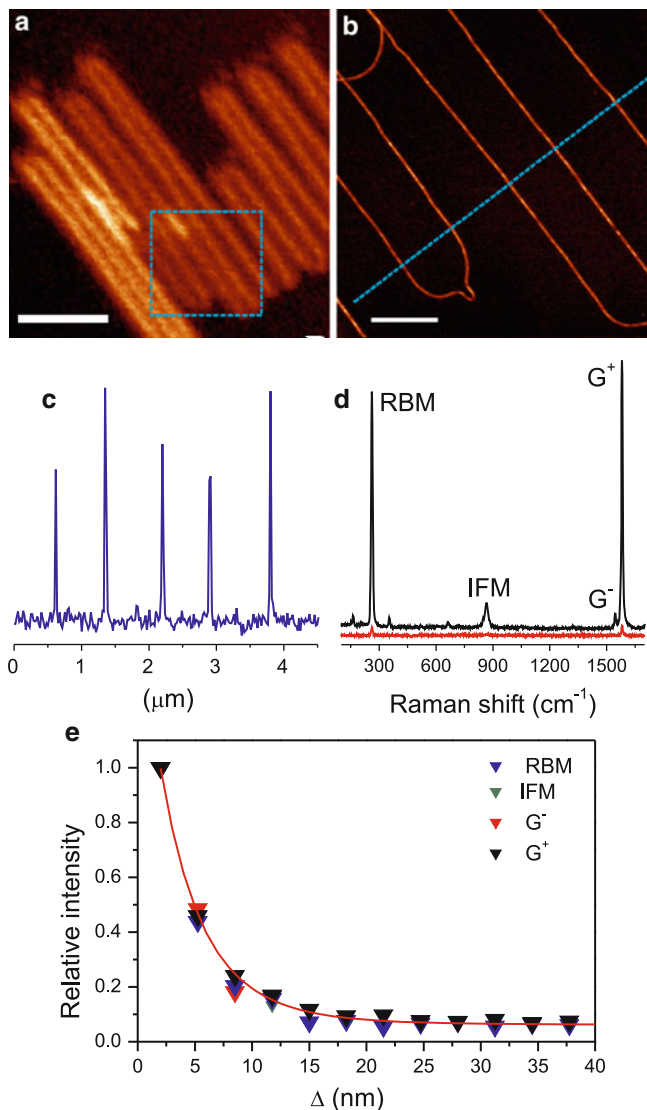 a
b
c
0 1 2 3 4
(μm)
d
RBM
IFM
G⁺
G⁻
300 600 900 1200 1500
Raman shift (cm⁻¹)
e
Relative intensity
1.0
0.8
0.6
0.4
0.2
0.0
RBM
IFM
G⁻
G⁺
0 5 10 15 20 25 30 35 40
Δ (nm)